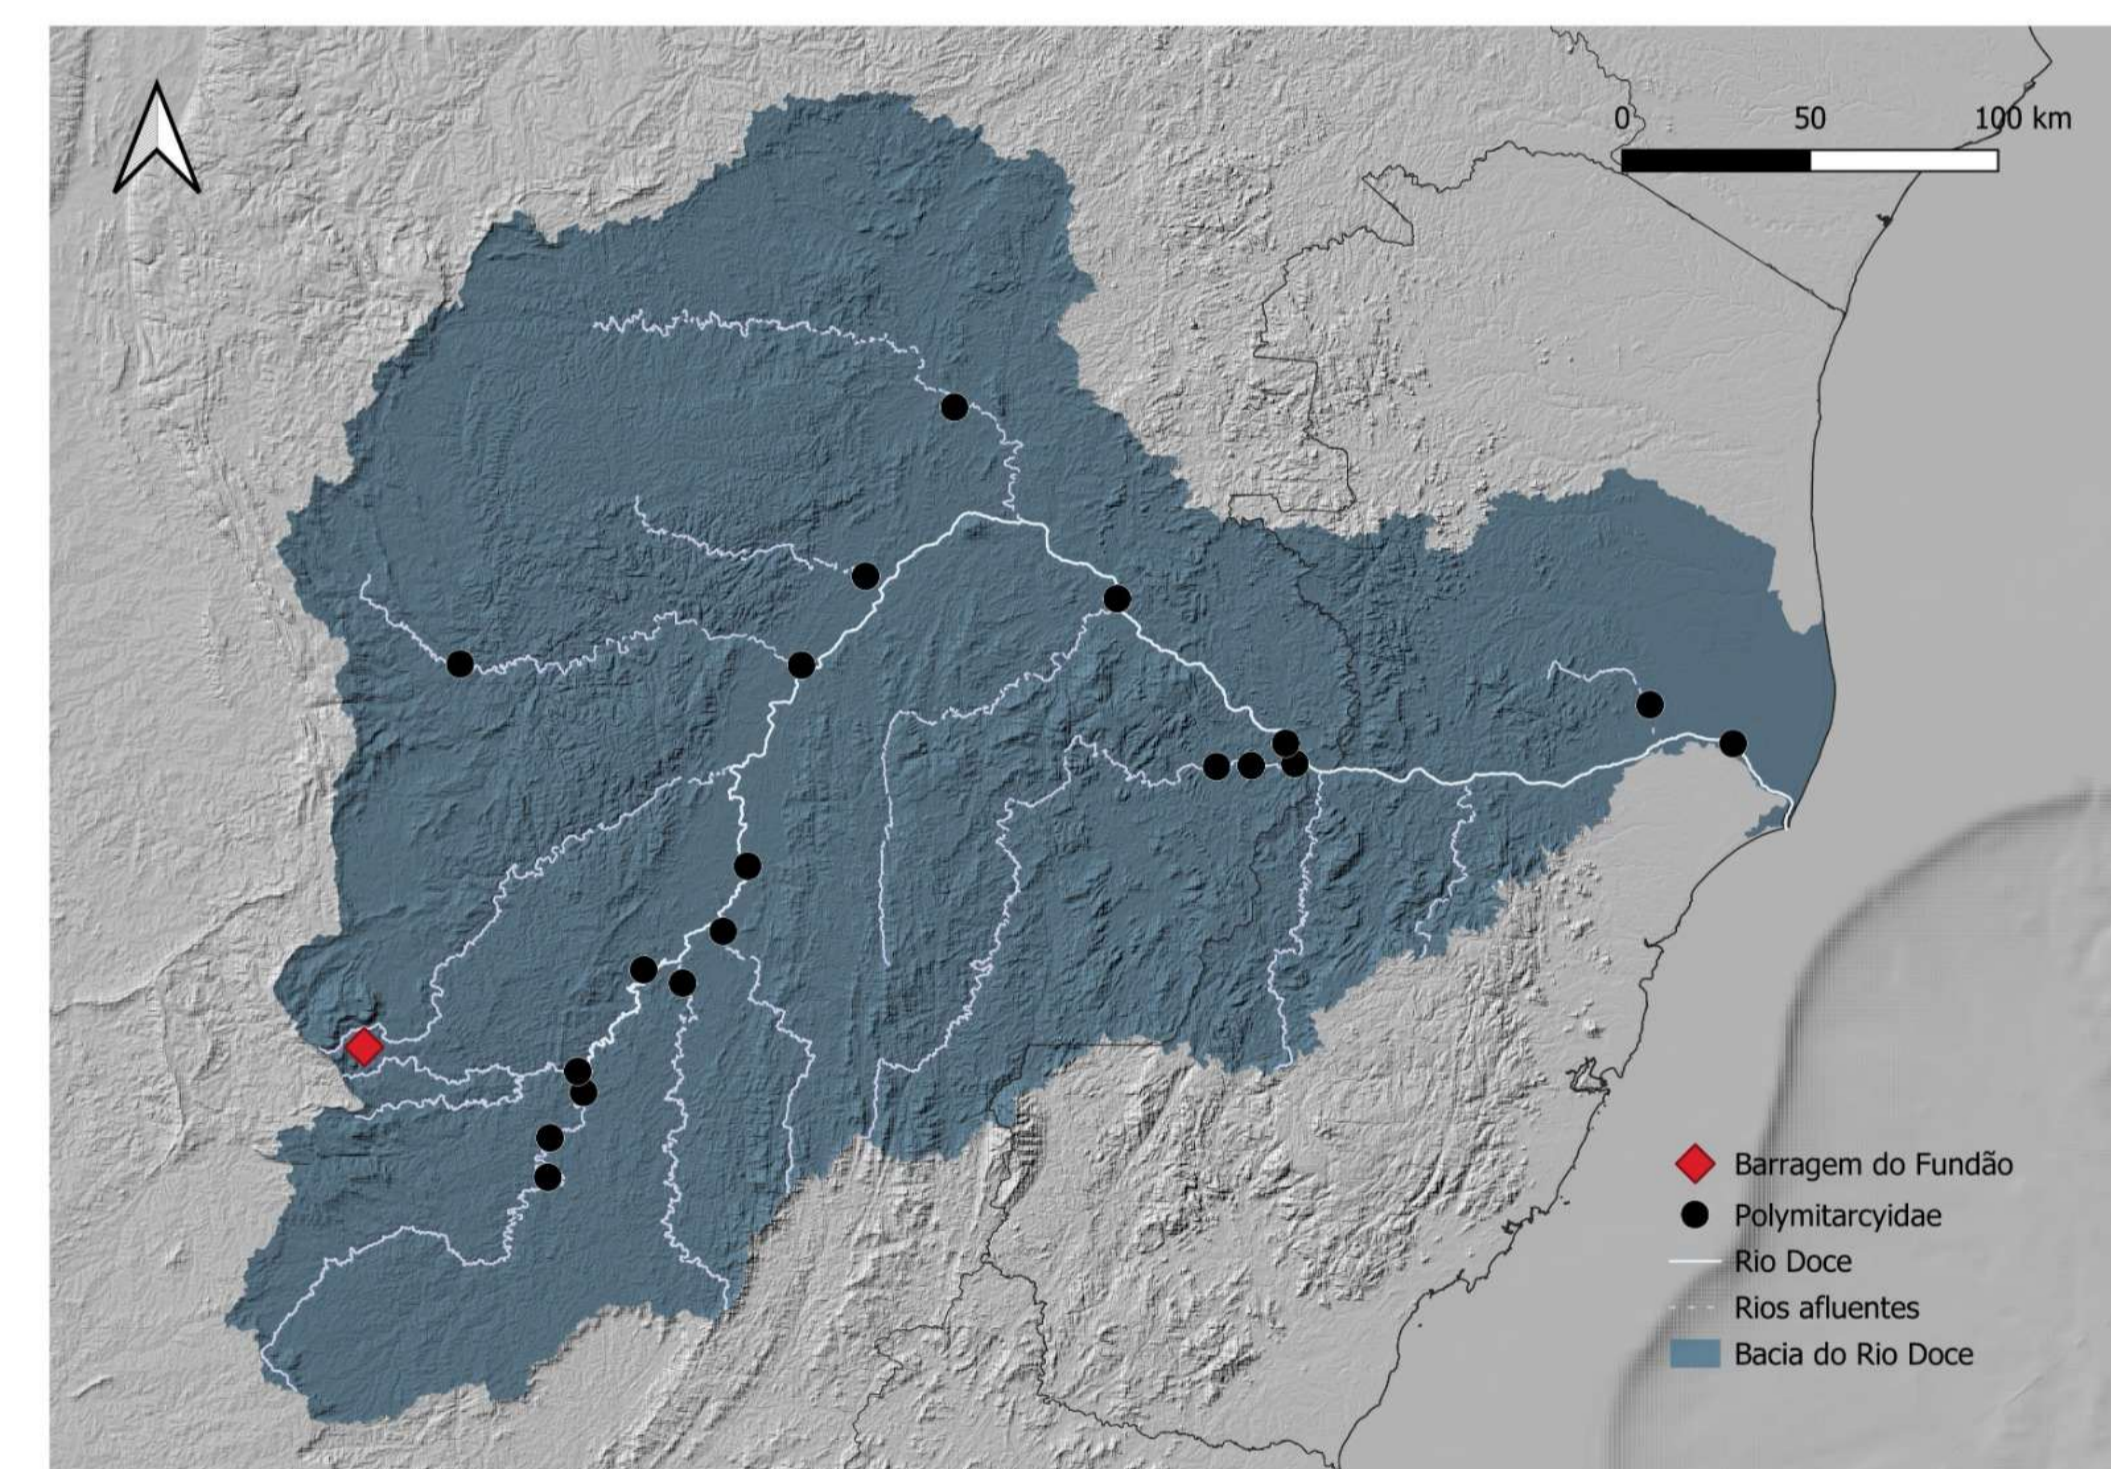 0 50 100 km
Barragem do Fundão
Polymitarcyidae
Rio Doce
Rios afluentes
Bacia do Rio Doce